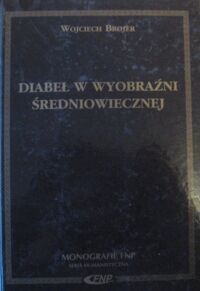 WOJCIECH BROJER
DIABEŁ W WYOBRAŹNI
ŚREDNIOWIECZNEJ
MONOGRAFIE FNP
SERIA HUMANISTYCZNA
FNP